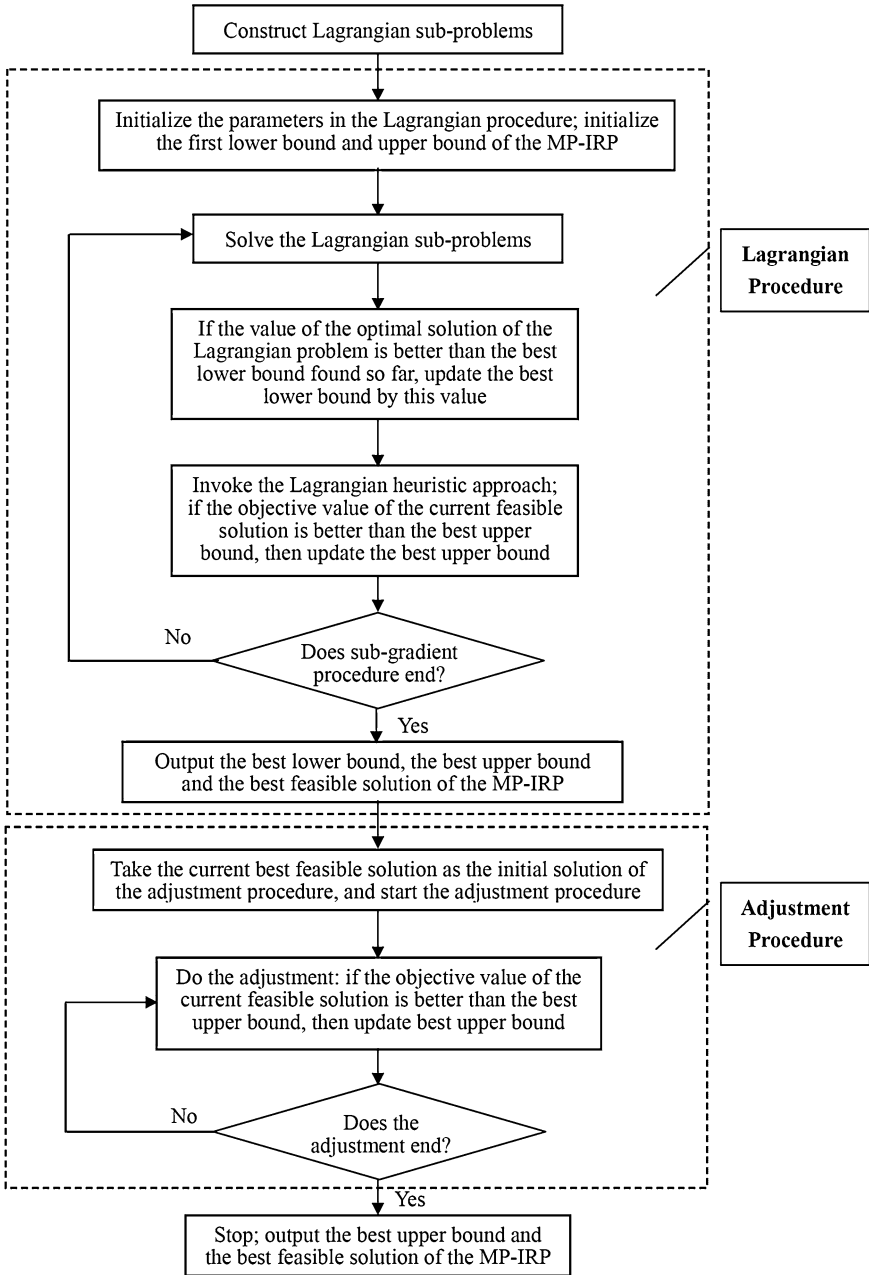 Construct Lagrangian sub-problems
Initialize the parameters in the Lagrangian procedure; initialize
the first lower bound and upper bound of the MP-IRP
Solve the Lagrangian sub-problems
Lagrangian
Procedure
If the value of the optimal solution of the
Lagrangian problem is better than the best
lower bound found so far, update the best
lower bound by this value
Invoke the Lagrangian heuristic approach;
if the objective value of the current feasible
solution is better than the best upper
bound, then update the best upper bound
No
Does sub-gradient
procedure end?
Yes
Output the best lower bound, the best upper bound
and the best feasible solution of the MP-IRP
Take the current best feasible solution as the initial solution of
the adjustment procedure, and start the adjustment procedure
Adjustment
Procedure
Do the adjustment: if the objective value of the
current feasible solution is better than the best
upper bound, then update best upper bound
No
Does the
adjustment end?
Yes
Stop; output the best upper bound and
the best feasible solution of the MP-IRP